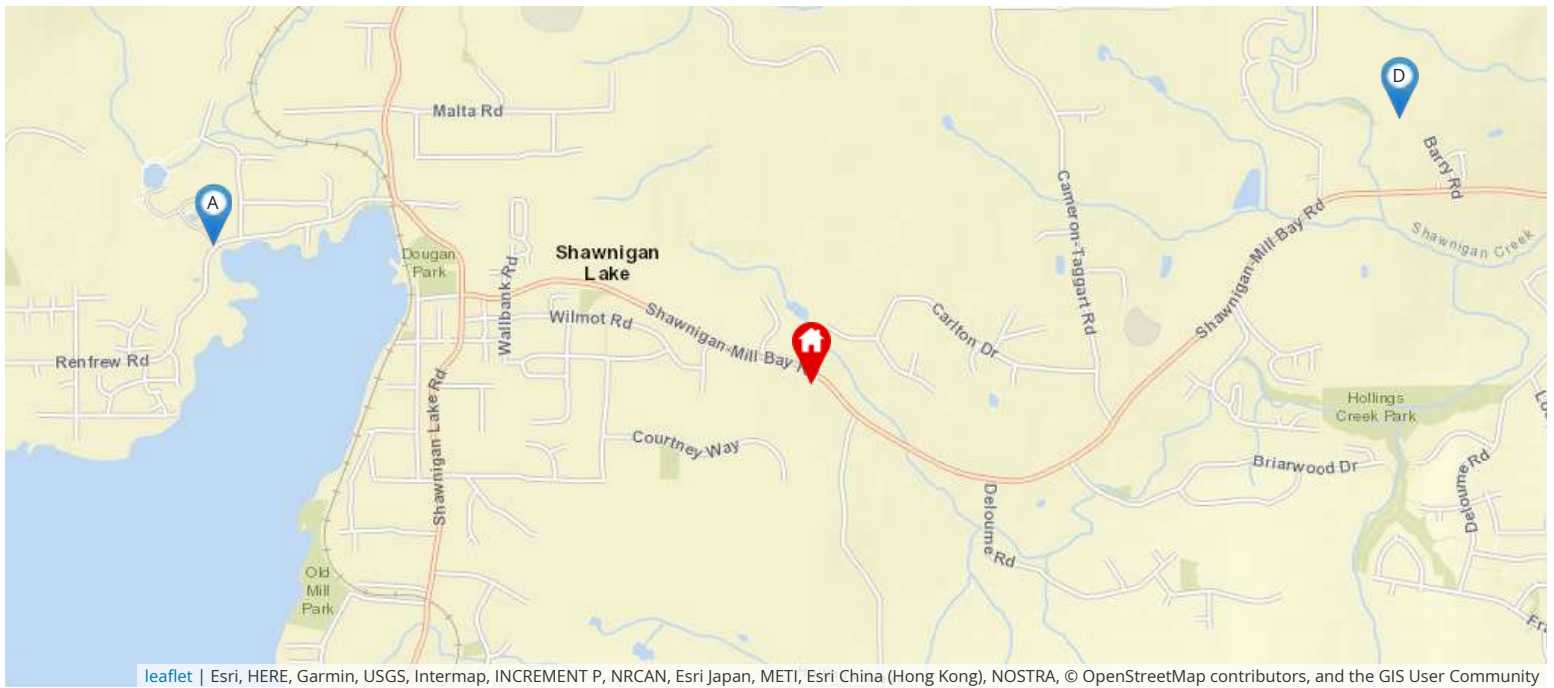 D
Malta Rd
Barry Rd
A
Cameron-Taggart Rd
Shawnigan Creek
Dougan
Park
Shawnigan
Lake
Wallbank Rd
Shawnigan-Mill Bay Rd
Wilmot Rd
Shawnigan-Mill Bay
Carlton Dr
Renfrew Rd
Hollings
Creek Park
Shawnigan Lake Rd
Courtney Way
Briarwood Dr
Deloume Rd
Deloume Rd
Old
Mill
Park
leaflet | Esri, HERE, Garmin, USGS, Intermap, INCREMENT P, NRCAN, Esri Japan, METI, Esri China (Hong Kong), NOSTRA, © OpenStreetMap contributors, and the GIS User Community